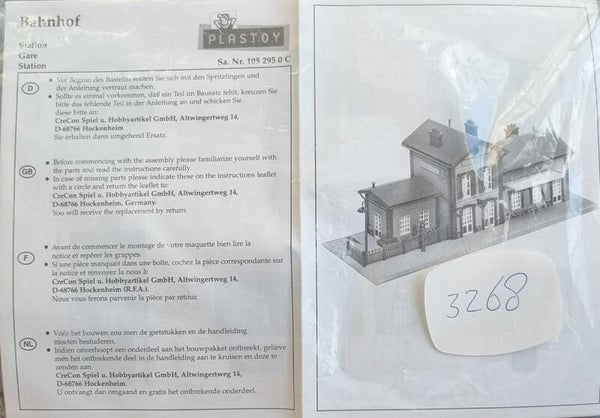 Bahnhof
Station
Gare
Station
PLASTOY
Sa. Nr. 105 295 0 C
D
• Vor Beginn des Bastelns sollten Sie sich mit den Spritzlingen und
der Anleitung vertraut machen.
• Sollte es einmal vorkommen, daß ein Teil im Bausatz fehlt, kreuzen Sie
bitte das fehlende Teil in der Anleitung an und schicken Sie
diese bitte an:
CreCon Spiel u. Hobbyartikel GmbH, Altwingertweg 14,
D-68766 Hockenheim
Sie erhalten dann umgehend Ersatz.
GB
• Before commencing with the assembly please familiarize yourself with
the parts and read the instructions carefully.
• In case of missing parts please indicate these on the instructions leaflet
with a circle and return the leaflet to:
CreCon Spiel u. Hobbyartikel GmbH, Altwingertweg 14,
D-68766 Hockenheim, Germany.
You will receive the replacement by return.
F
• Avant de commencer le montage de votre maquette bien lire la
notice et repérer les grappes.
• Si une pièce manquait dans une boîte, cochez la pièce correspondante sur
la notice et renvoyez la nous à:
CreCon Spiel u. Hobbyartikel GmbH, Altwingertweg 14,
D-68766 Hockenheim (R.F.A.).
Nous vous ferons parvenir la pièce par retour.
NL
• Vóór het bouwen zou men de gietstukken en de handleiding
moeten bestuderen.
• Indien onverhoopt een onderdeel aan het bouwpakket ontbreekt, gelieve
men het ontbrekende deel in de handleiding aan te kruisen en deze te
zenden aan
CreCon Spiel u. Hobbyartikel GmbH, Altwingertweg 14,
D-68766 Hockenheim.
U ontvangt dan omgaand en gratis het ontbrekende onderdeel.
3268